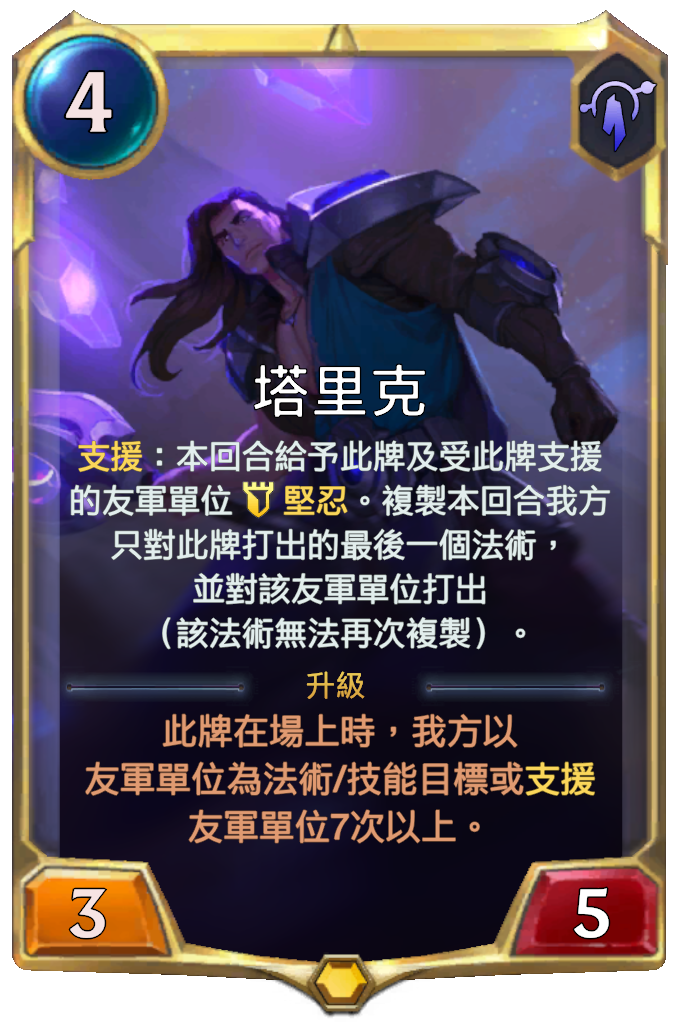 4
塔里克
支援：本回合給予此牌及受此牌支援
的友軍單位 堅忍。複製本回合我方
只對此牌打出的最後一個法術，
並對該友軍單位打出
（該法術無法再次複製）。
升級
此牌在場上時，我方以
友軍單位為法術/技能目標或支援
友軍單位7次以上。
3
5